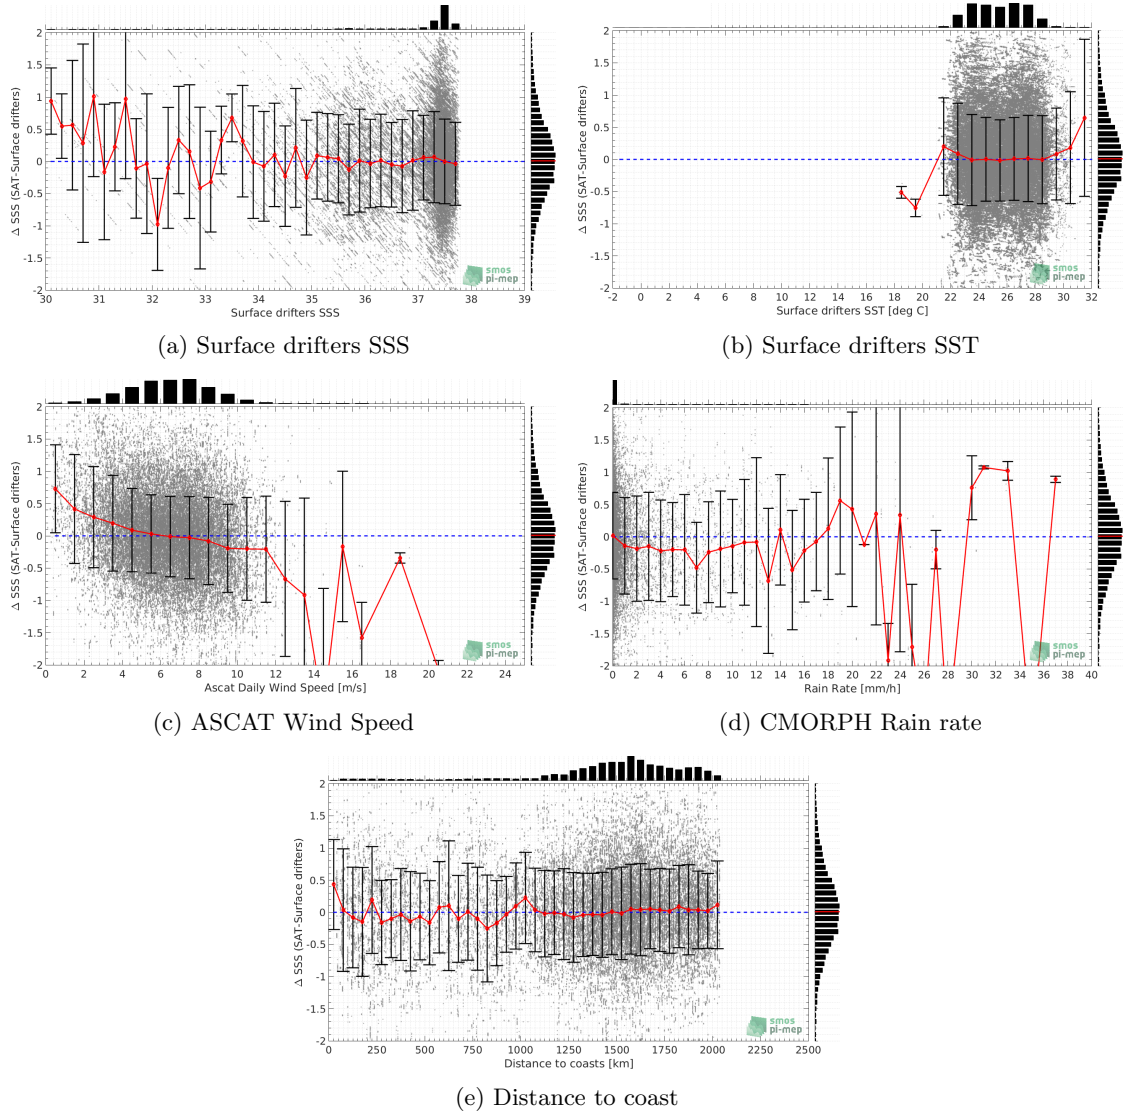 Δ SSS (SAT-Surface drifters)
2
1.5
1
0.5
0
-0.5
-1
-1.5
-2
30 31 32 33 34 35 36 37 38 39
Surface drifters SSS
smos
pi-mep
(a) Surface drifters SSS
Δ SSS (SAT-Surface drifters)
2
1.5
1
0.5
0
-0.5
-1
-1.5
-2
-2 0 2 4 6 8 10 12 14 16 18 20 22 24 26 28 30 32
Surface drifters SST [deg C]
smos
pi-mep
(b) Surface drifters SST
Δ SSS (SAT-Surface drifters)
2
1.5
1
0.5
0
-0.5
-1
-1.5
-2
0 2 4 6 8 10 12 14 16 18 20 22 24
Ascat Daily Wind Speed [m/s]
smos
pi-mep
(c) ASCAT Wind Speed
Δ SSS (SAT-Surface drifters)
2
1.5
1
0.5
0
-0.5
-1
-1.5
-2
0 2 4 6 8 10 12 14 16 18 20 22 24 26 28 30 32 34 36 38 40
Rain Rate [mm/h]
smos
pi-mep
(d) CMORPH Rain rate
Δ SSS (SAT-Surface drifters)
2
1.5
1
0.5
0
-0.5
-1
-1.5
-2
0 250 500 750 1000 1250 1500 1750 2000 2250 2500
Distance to coasts [km]
smos
pi-mep
(e) Distance to coast